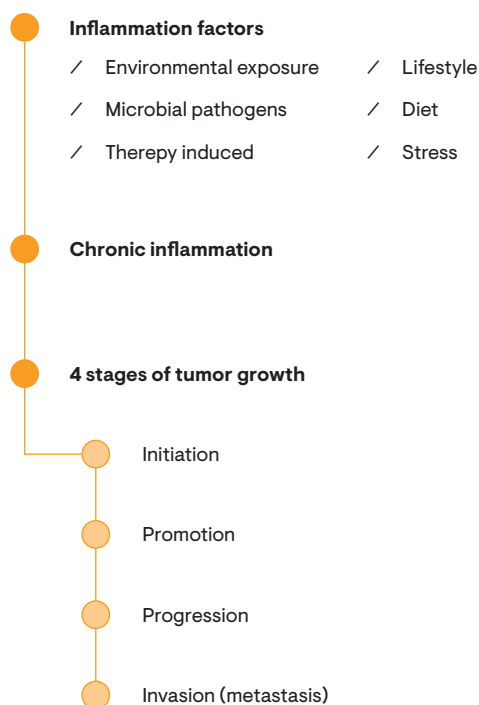 Inflammation factors
/ Environmental exposure / Lifestyle
/ Microbial pathogens / Diet
/ Therepy induced / Stress
Chronic inflammation
4 stages of tumor growth
Initiation
Promotion
Progression
Invasion (metastasis)